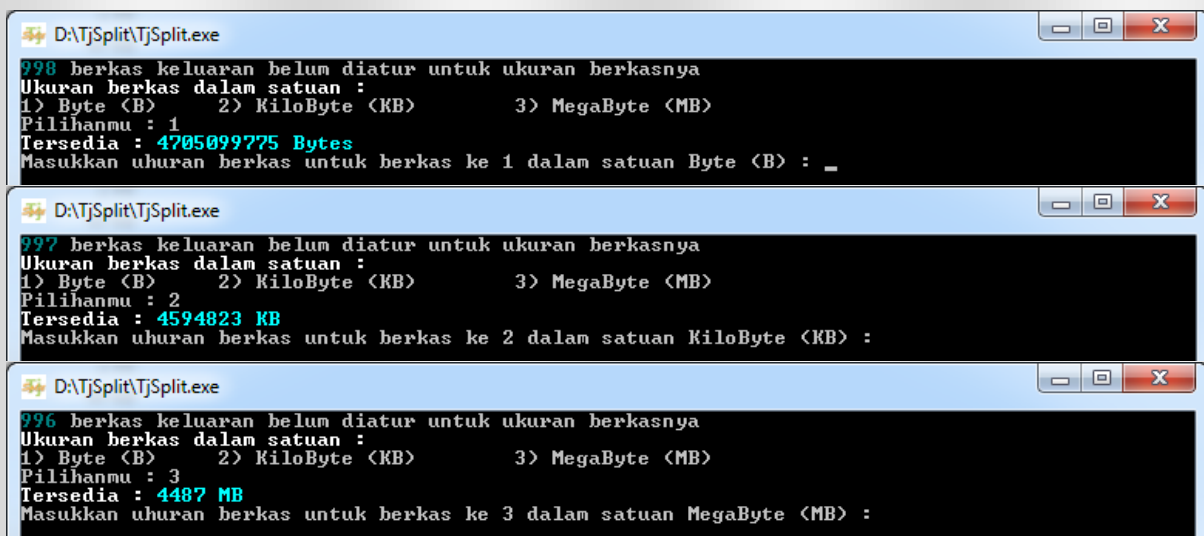 D:\TjSplit\TjSplit.exe
998 berkas keluaran belum diatur untuk ukuran berkasnya
Ukuran berkas dalam satuan :
1) Byte (B) 2) KiloByte (KB) 3) MegaByte (MB)
Pilihanmu : 1
Tersedia : 4705099775 Bytes
Masukkan uhuran berkas untuk berkas ke 1 dalam satuan Byte (B) : _
D:\TjSplit\TjSplit.exe
997 berkas keluaran belum diatur untuk ukuran berkasnya
Ukuran berkas dalam satuan :
1) Byte (B) 2) KiloByte (KB) 3) MegaByte (MB)
Pilihanmu : 2
Tersedia : 4594823 KB
Masukkan uhuran berkas untuk berkas ke 2 dalam satuan KiloByte (KB) :
D:\TjSplit\TjSplit.exe
996 berkas keluaran belum diatur untuk ukuran berkasnya
Ukuran berkas dalam satuan :
1) Byte (B) 2) KiloByte (KB) 3) MegaByte (MB)
Pilihanmu : 3
Tersedia : 4487 MB
Masukkan uhuran berkas untuk berkas ke 3 dalam satuan MegaByte (MB) :